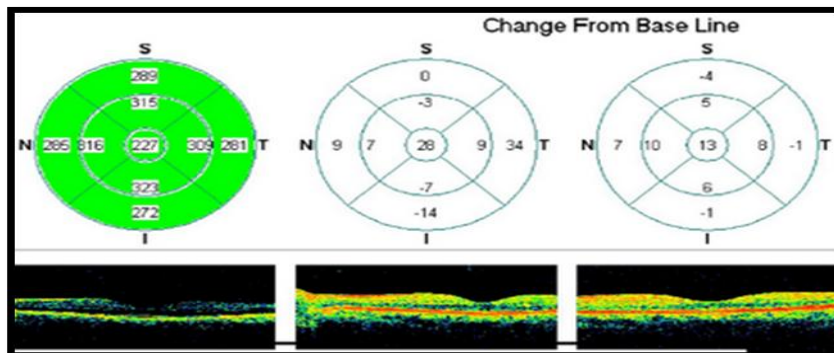 Change From Base Line
S S S
289 0 -4
315 -3 5
N 285 316 227 309 281 T N 9 7 28 9 34 T N 7 10 13 8 -1 T
323 -7 6
272 -14 -1
I I I